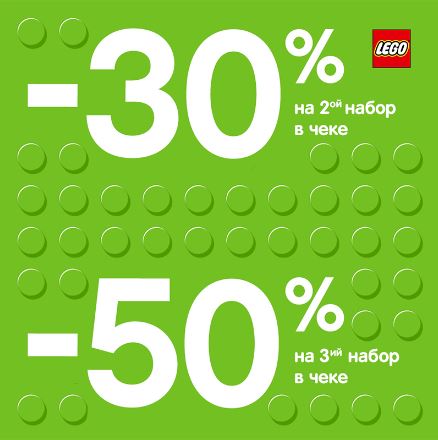 -30%
LEGO
на 2ой набор
в чеке
-50%
на 3ий набор
в чеке